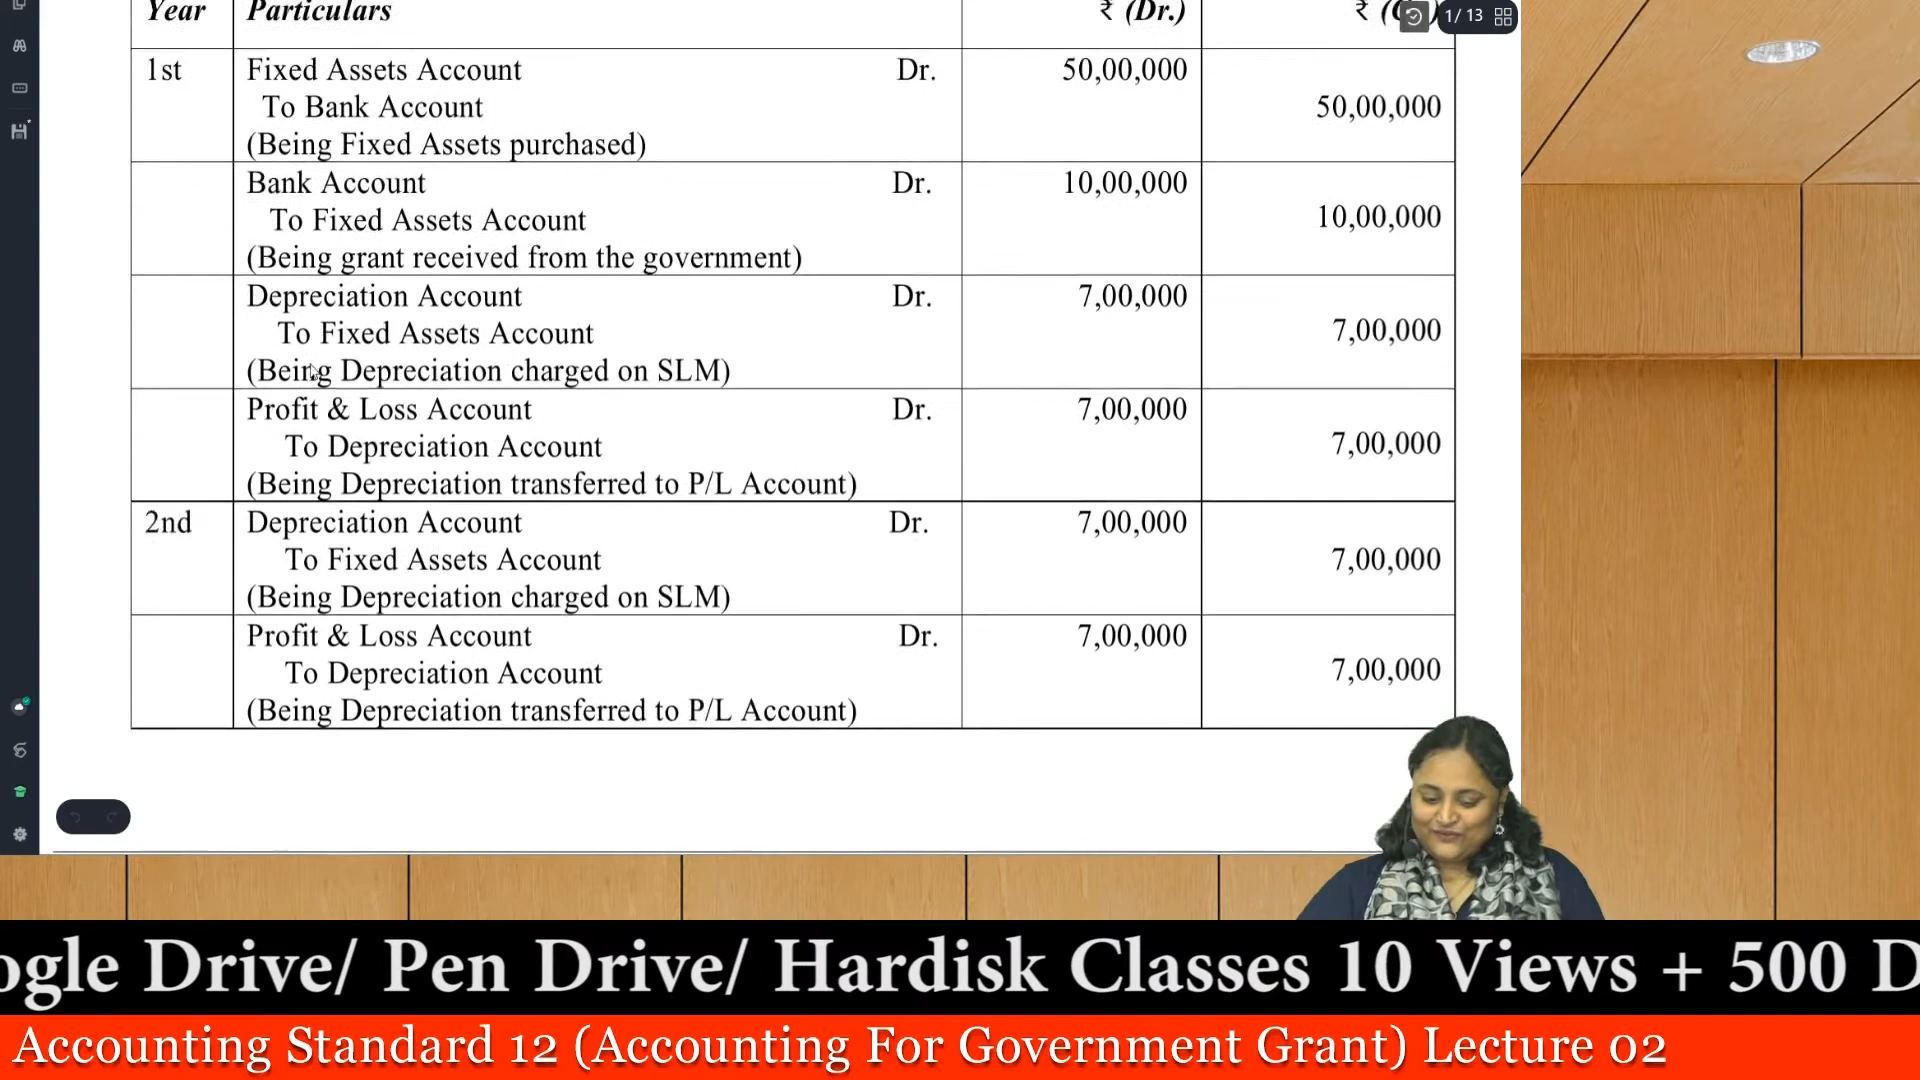 Year Particulars ₹ (Dr.) ₹
1 / 13
1st Fixed Assets Account Dr. 50,00,000
To Bank Account 50,00,000
(Being Fixed Assets purchased)
Bank Account Dr. 10,00,000
To Fixed Assets Account 10,00,000
(Being grant received from the government)
Depreciation Account Dr. 7,00,000
To Fixed Assets Account 7,00,000
(Being Depreciation charged on SLM)
Profit & Loss Account Dr. 7,00,000
To Depreciation Account 7,00,000
(Being Depreciation transferred to P/L Account)
2nd Depreciation Account Dr. 7,00,000
To Fixed Assets Account 7,00,000
(Being Depreciation charged on SLM)
Profit & Loss Account Dr. 7,00,000
To Depreciation Account 7,00,000
(Being Depreciation transferred to P/L Account)
ogle Drive/ Pen Drive/ Hardisk Classes 10 Views + 500 D
Accounting Standard 12 (Accounting For Government Grant) Lecture 02